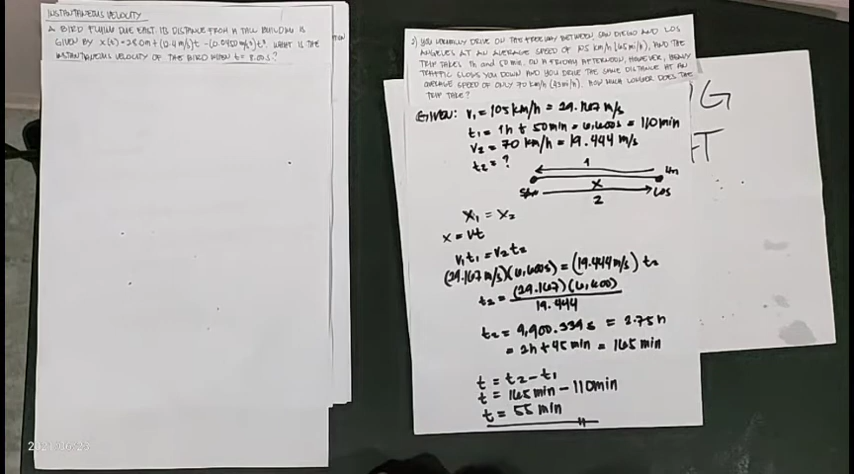 INSTANTANEOUS VELOCITY
A BIRD FLYING DUE EAST. ITS DISTANCE FROM A TALL BUILDING IS
GIVEN BY x(t) = 28.0m + (12.4 m/s)t - (0.0450 m/s³)t³. WHAT IS THE
INSTANTANEOUS VELOCITY OF THE BIRD WHEN t = 8.00s?
2) YOU NORMALLY DRIVE ON THE FREEWAY BETWEEN SAN DIEGO AND LOS
ANGELES AT AN AVERAGE SPEED OF 105 km/h (65 mi/h), AND THE
TRIP TAKES 1h and 50 min. ON A FRIDAY AFTERNOON, HOWEVER, HEAVY
TRAFFIC SLOWS YOU DOWN AND YOU DRIVE THE SAME DISTANCE AT AN
AVERAGE SPEED OF ONLY 70 km/h (43 mi/h). HOW MUCH LONGER DOES THE
TRIP TAKE?
GIVEN: v₁ = 105 km/h = 29.167 m/s
t₁ = 1h + 50min = 6,600s = 110 min
v₂ = 70 km/h = 19.444 m/s
t₂ = ?
1
x
2
LOS
x₁ = x₂
x = vt
v₁t₁ = v₂t₂
(29.167 m/s)(6,600s) = (19.444 m/s) t₂
t₂ = (29.167)(6,600)
19.444
t₂ = 9,900.339 s = 2.75 h
= 2h + 45 min = 165 min
t = t₂ - t₁
t = 165 min - 110 min
t = 55 min